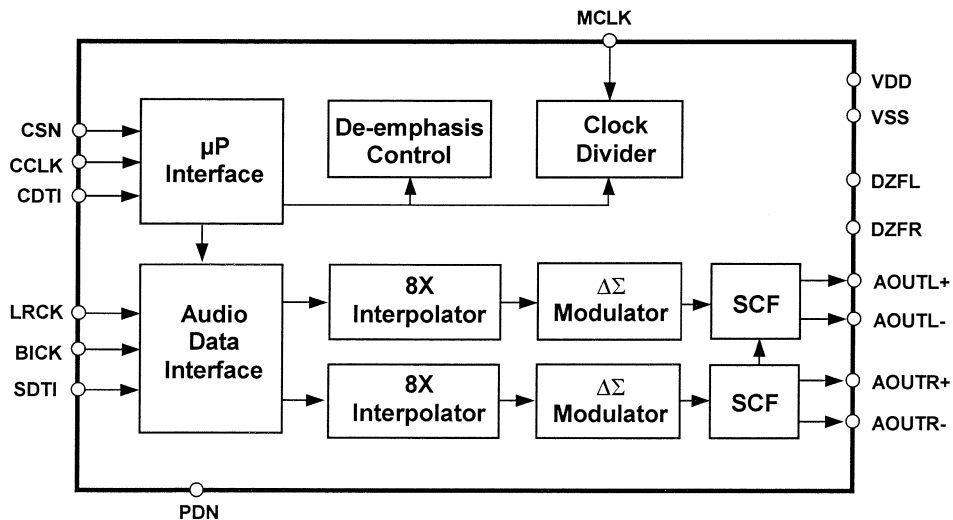 MCLK
CSN
CCLK
CDTI
µP
Interface
De-emphasis
Control
Clock
Divider
VDD
VSS
DZFL
DZFR
LRCK
BICK
SDTI
Audio
Data
Interface
8X
Interpolator
ΔΣ
Modulator
SCF
AOUTL+
AOUTL-
8X
Interpolator
ΔΣ
Modulator
SCF
AOUTR+
AOUTR-
PDN